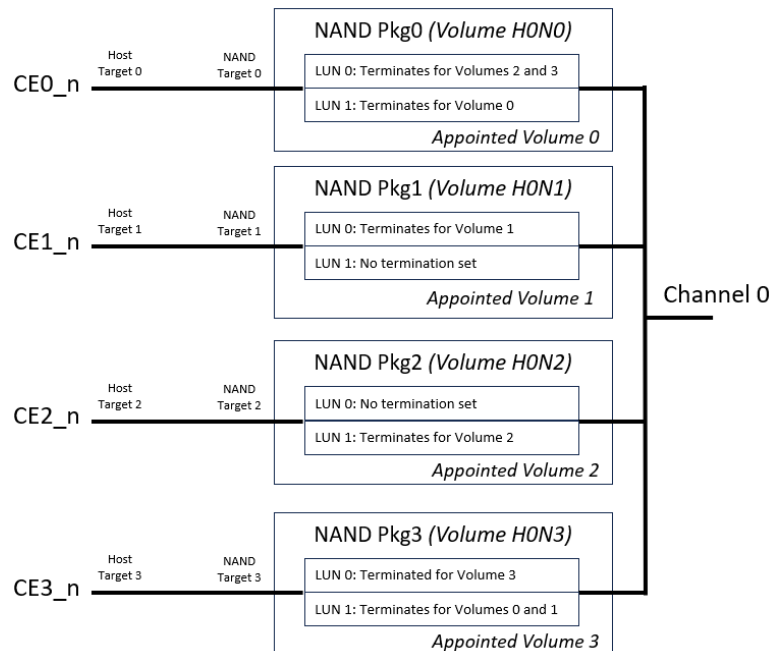 NAND Pkg0 (Volume H0N0)
Host
Target 0
NAND
Target 0
CE0_n
LUN 0: Terminates for Volumes 2 and 3
LUN 1: Terminates for Volume 0
Appointed Volume 0
NAND Pkg1 (Volume H0N1)
Host
Target 1
NAND
Target 1
CE1_n
LUN 0: Terminates for Volume 1
LUN 1: No termination set
Appointed Volume 1
Channel 0
NAND Pkg2 (Volume H0N2)
Host
Target 2
NAND
Target 2
CE2_n
LUN 0: No termination set
LUN 1: Terminates for Volume 2
Appointed Volume 2
NAND Pkg3 (Volume H0N3)
Host
Target 3
NAND
Target 3
CE3_n
LUN 0: Terminated for Volume 3
LUN 1: Terminates for Volumes 0 and 1
Appointed Volume 3